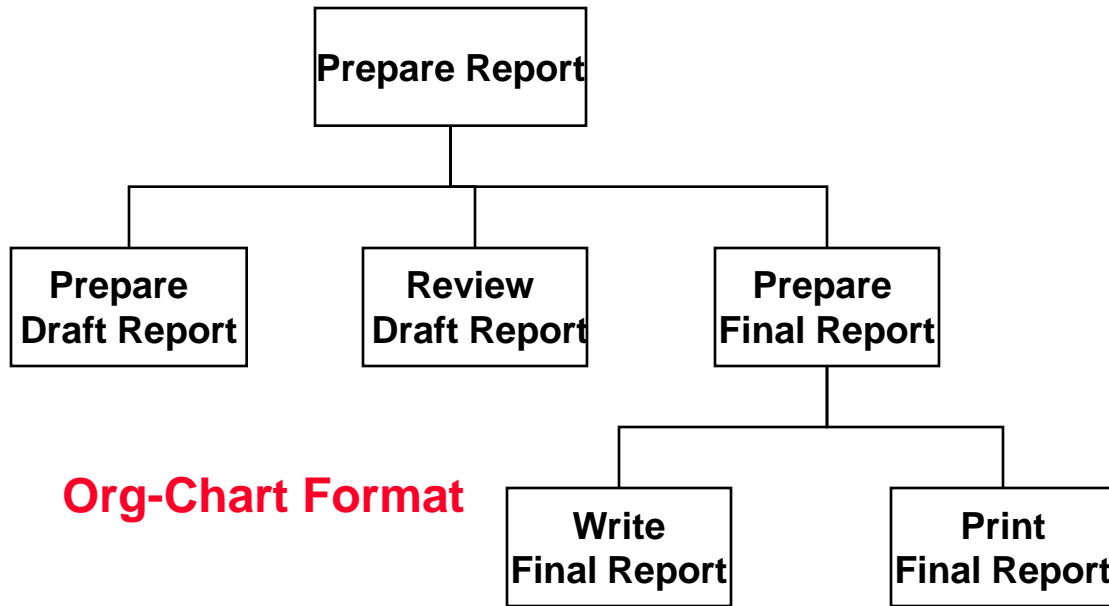 Prepare Report
Prepare
Draft Report
Review
Draft Report
Prepare
Final Report
Org-Chart Format
Write
Final Report
Print
Final Report